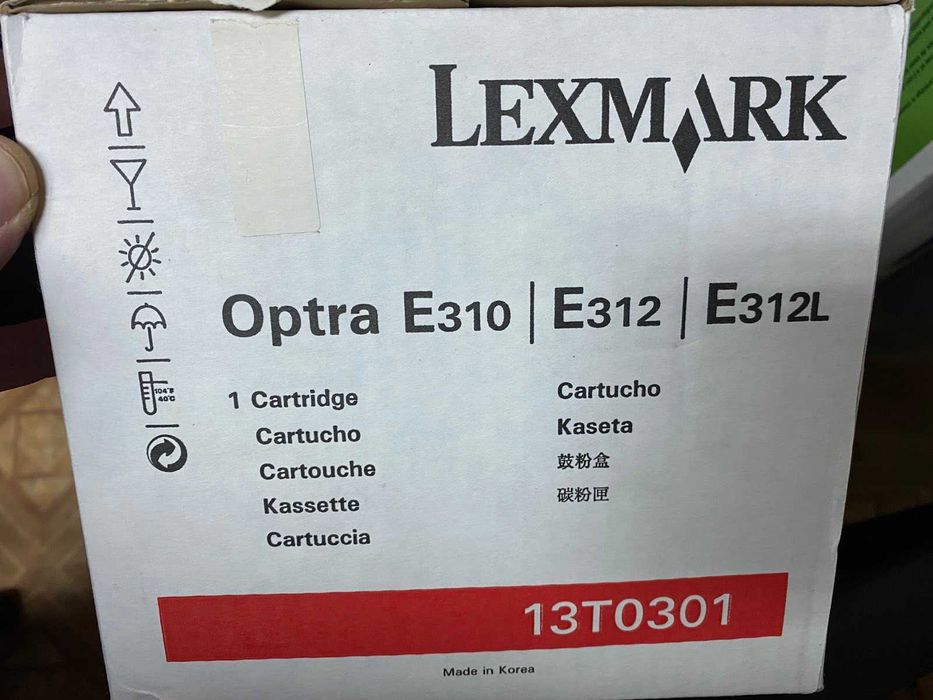 LEXMARK
Optra E310 | E312 | E312L
1 Cartridge
Cartucho
Cartouche
Kassette
Cartuccia
Cartucho
Kaseta
鼓粉盒
碳粉匣
104°F
40°C
13T0301
Made in Korea